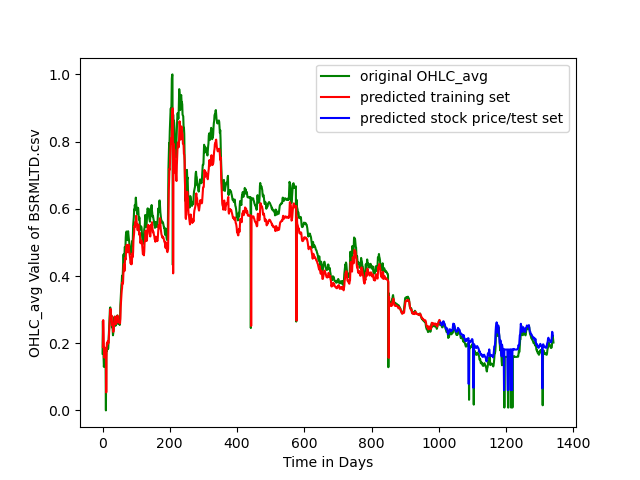 original OHLC_avg
predicted training set
predicted stock price/test set
OHLC_avg Value of BSRMLTD.csv
1.0
0.8
0.6
0.4
0.2
0.0
0
200
400
600
800
1000
1200
1400
Time in Days